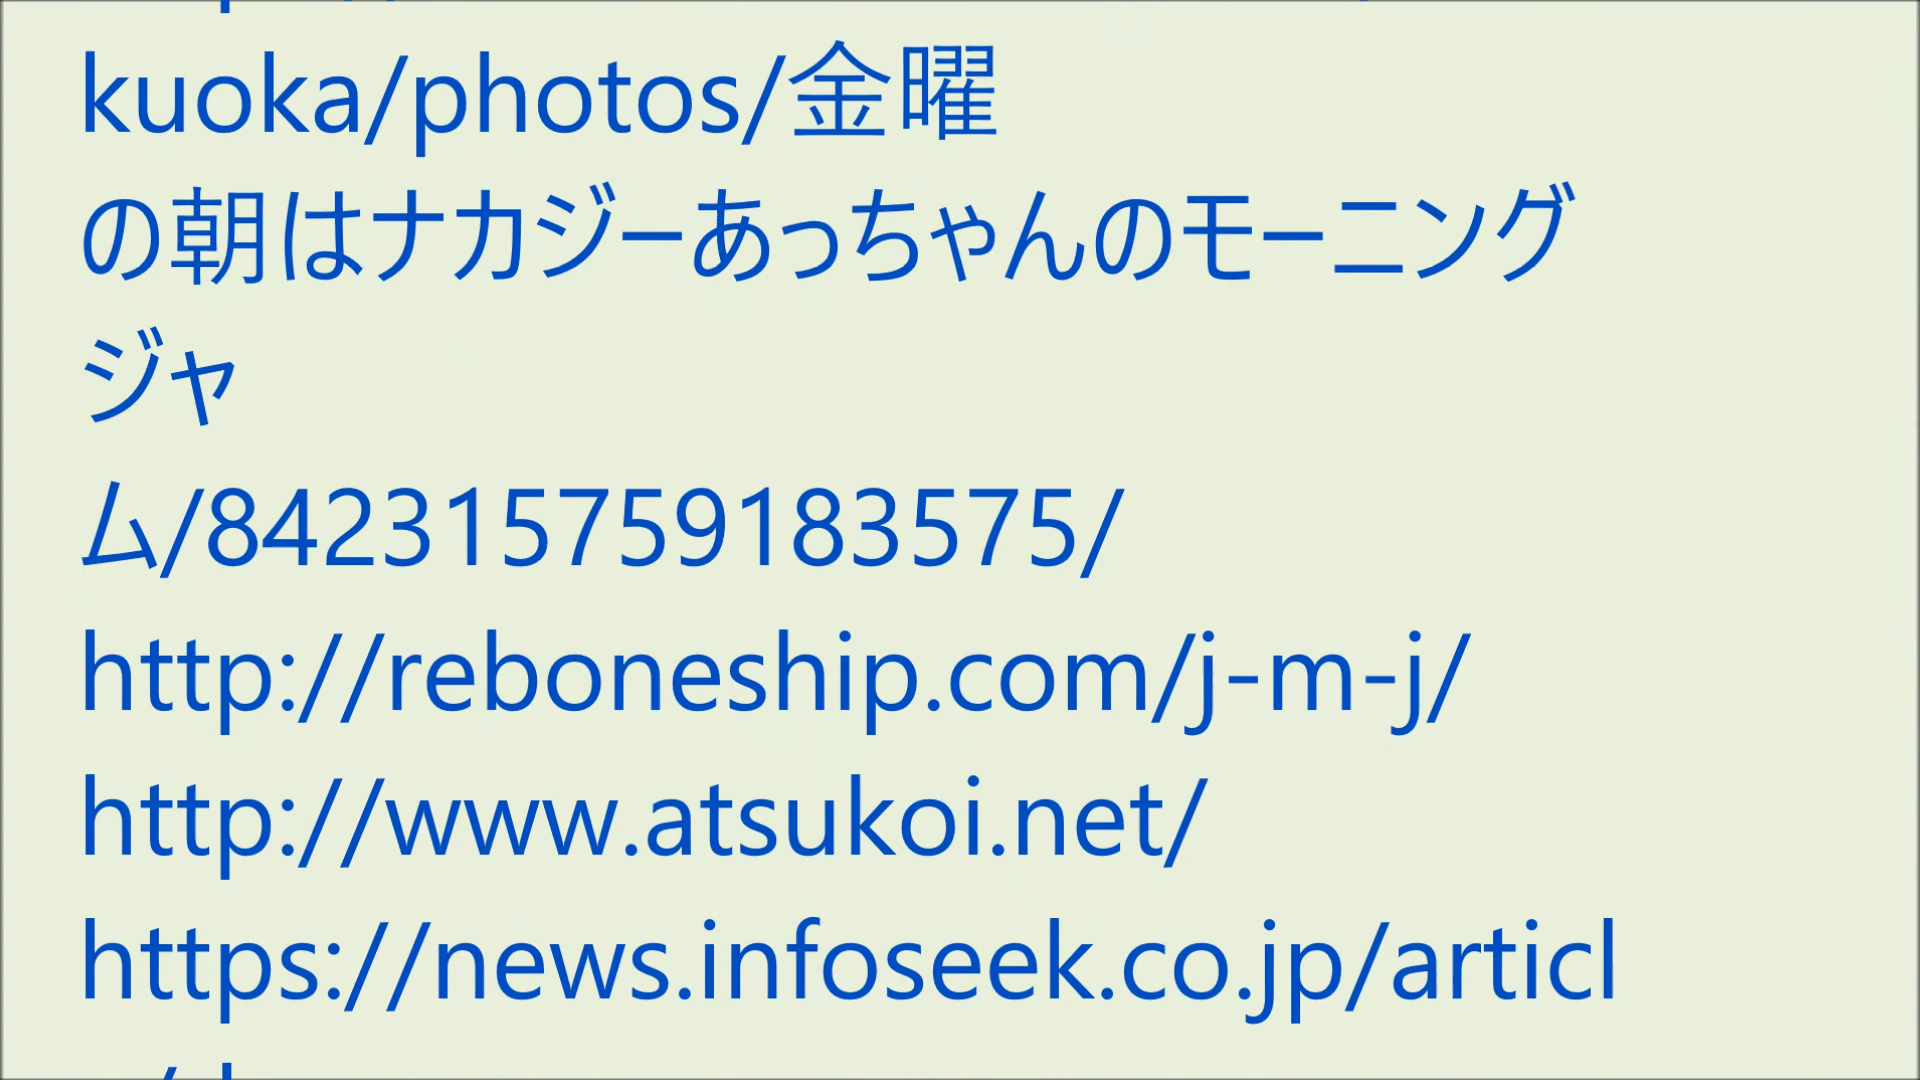 kuoka/photos/金曜
の朝はナカジーあっちゃんのモーニング
ジャ
ム/842315759183575/
http://reboneship.com/j-m-j/
http://www.atsukoi.net/
https://news.infoseek.co.jp/articl